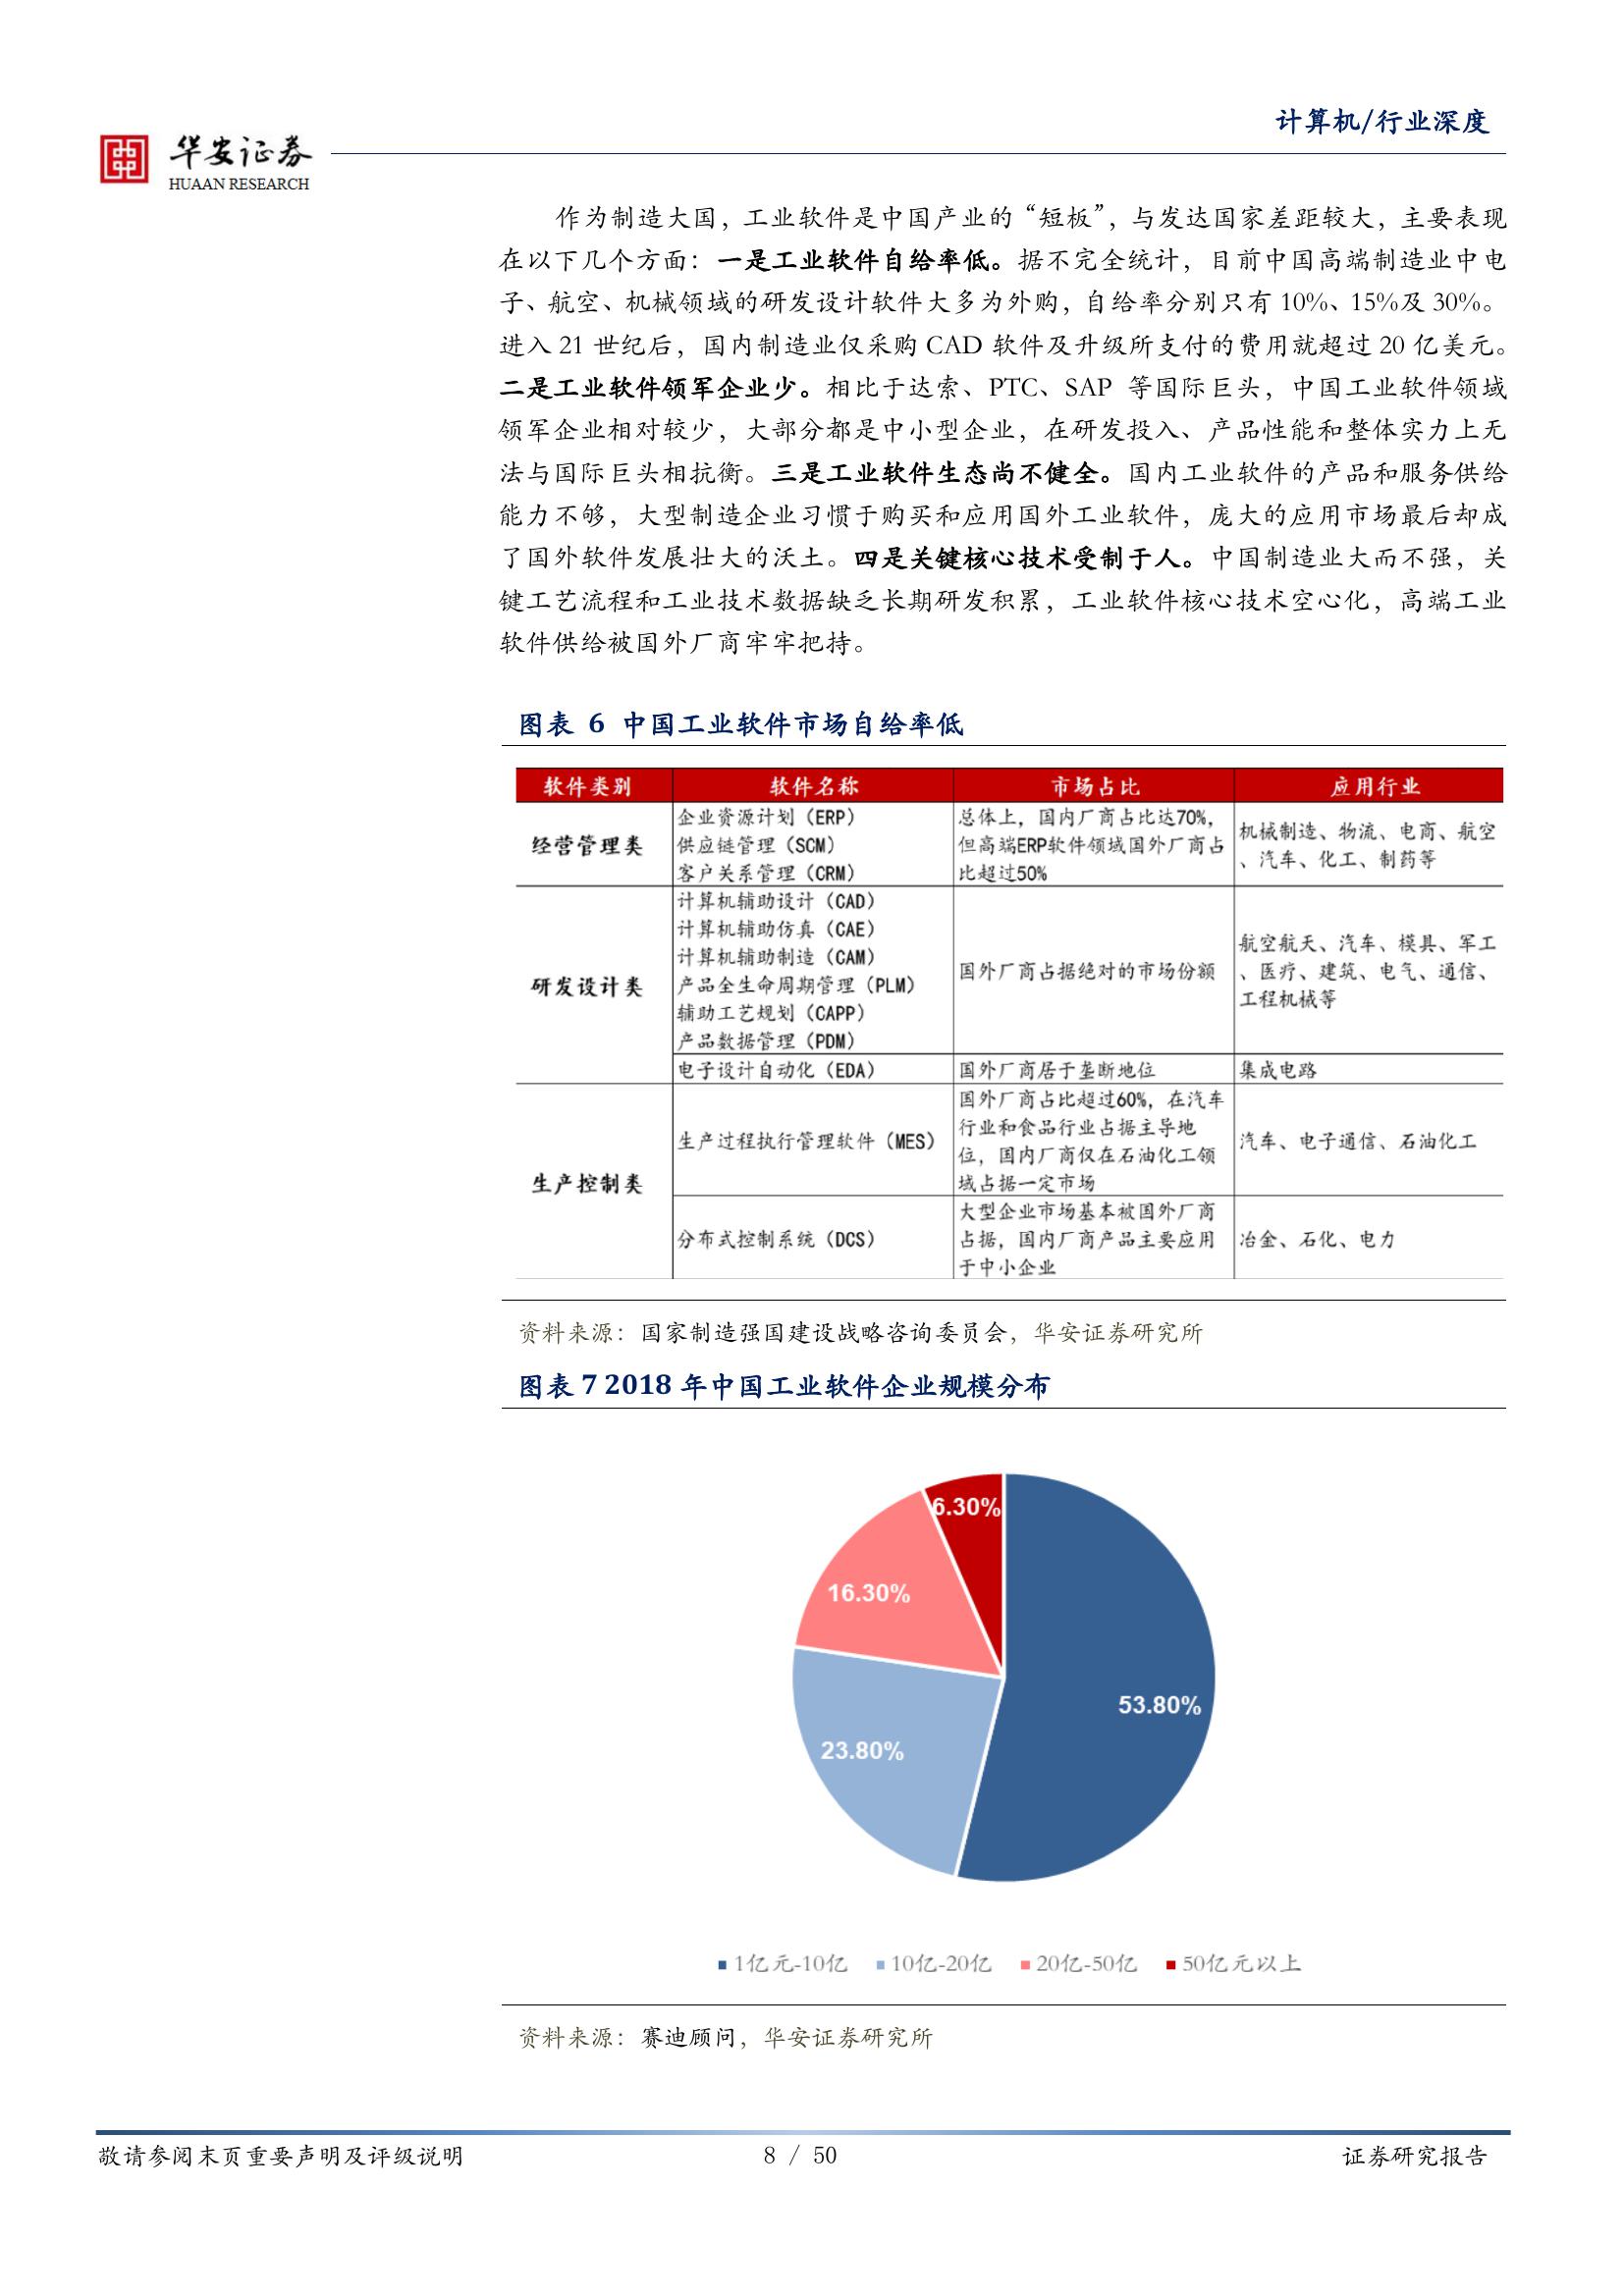 计算机/行业深度
华安证券
HUAAN RESEARCH
作为制造大国，工业软件是中国产业的“短板”，与发达国家差距较大，主要表现
在以下几个方面：一是工业软件自给率低。据不完全统计，目前中国高端制造业中电
子、航空、机械领域的研发设计软件大多为外购，自给率分别只有 10%、15%及 30%。
进入 21 世纪后，国内制造业仅采购 CAD 软件及升级所支付的费用就超过 20 亿美元。
二是工业软件领军企业少。相比于达索、PTC、SAP 等国际巨头，中国工业软件领域
领军企业相对较少，大部分都是中小型企业，在研发投入、产品性能和整体实力上无
法与国际巨头相抗衡。三是工业软件生态尚不健全。国内工业软件的产品和服务供给
能力不够，大型制造企业习惯于购买和应用国外工业软件，庞大的应用市场最后却成
了国外软件发展壮大的沃土。四是关键核心技术受制于人。中国制造业大而不强，关
键工艺流程和工业技术数据缺乏长期研发积累，工业软件核心技术空心化，高端工业
软件供给被国外厂商牢牢把持。
图表 6 中国工业软件市场自给率低
软件类别 软件名称 市场占比 应用行业
经营管理类
企业资源计划（ERP）
供应链管理（SCM）
客户关系管理（CRM）
总体上，国内厂商占比达70%，
但高端ERP软件领域国外厂商占
比超过50%
机械制造、物流、电商、航空
、汽车、化工、制药等
研发设计类
计算机辅助设计（CAD）
计算机辅助仿真（CAE）
计算机辅助制造（CAM）
产品全生命周期管理（PLM）
辅助工艺规划（CAPP）
产品数据管理（PDM）
国外厂商占据绝对的市场份额
航空航天、汽车、模具、军工
、医疗、建筑、电气、通信、
工程机械等
电子设计自动化（EDA） 国外厂商居于垄断地位 集成电路
生产控制类
生产过程执行管理软件（MES）
国外厂商占比超过60%，在汽车
行业和食品行业占据主导地
位，国内厂商仅在石油化工领
域占据一定市场
汽车、电子通信、石油化工
分布式控制系统（DCS）
大型企业市场基本被国外厂商
占据，国内厂商产品主要应用
于中小企业
冶金、石化、电力
资料来源：国家制造强国建设战略咨询委员会，华安证券研究所
图表 7 2018 年中国工业软件企业规模分布
6.30%
16.30%
53.80%
23.80%
1亿元-10亿 10亿-20亿 20亿-50亿 50亿元以上
资料来源：赛迪顾问，华安证券研究所
敬请参阅末页重要声明及评级说明 8 / 50 证券研究报告